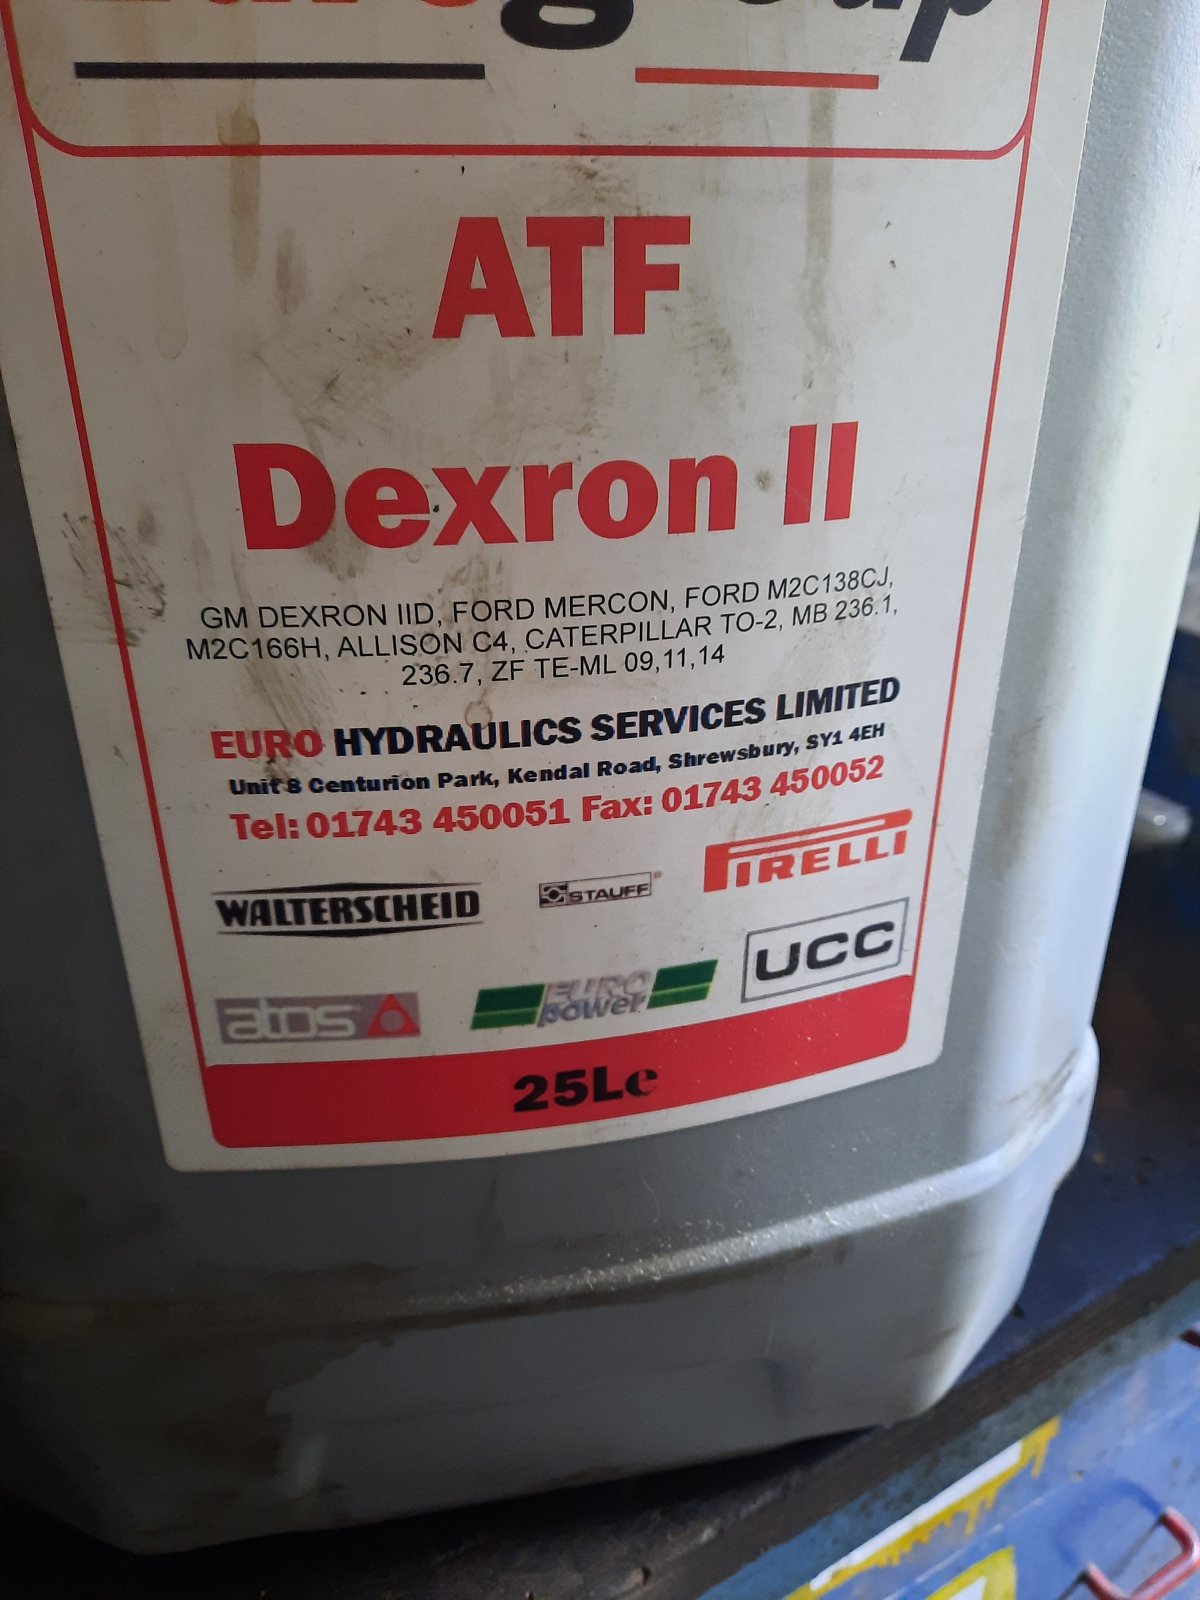 ATF
Dexron II
GM DEXRON IID, FORD MERCON, FORD M2C138CJ,
M2C166H, ALLISON C4, CATERPILLAR TO-2, MB 236.1,
236.7, ZF TE-ML 09,11,14
EURO HYDRAULICS SERVICES LIMITED
Unit 8 Centurion Park, Kendal Road, Shrewsbury, SY1 4EH
Tel: 01743 450051 Fax: 01743 450052
WALTERSCHEID
STAUFF®
PIRELLI
atos
EURO
power
UCC
25Le